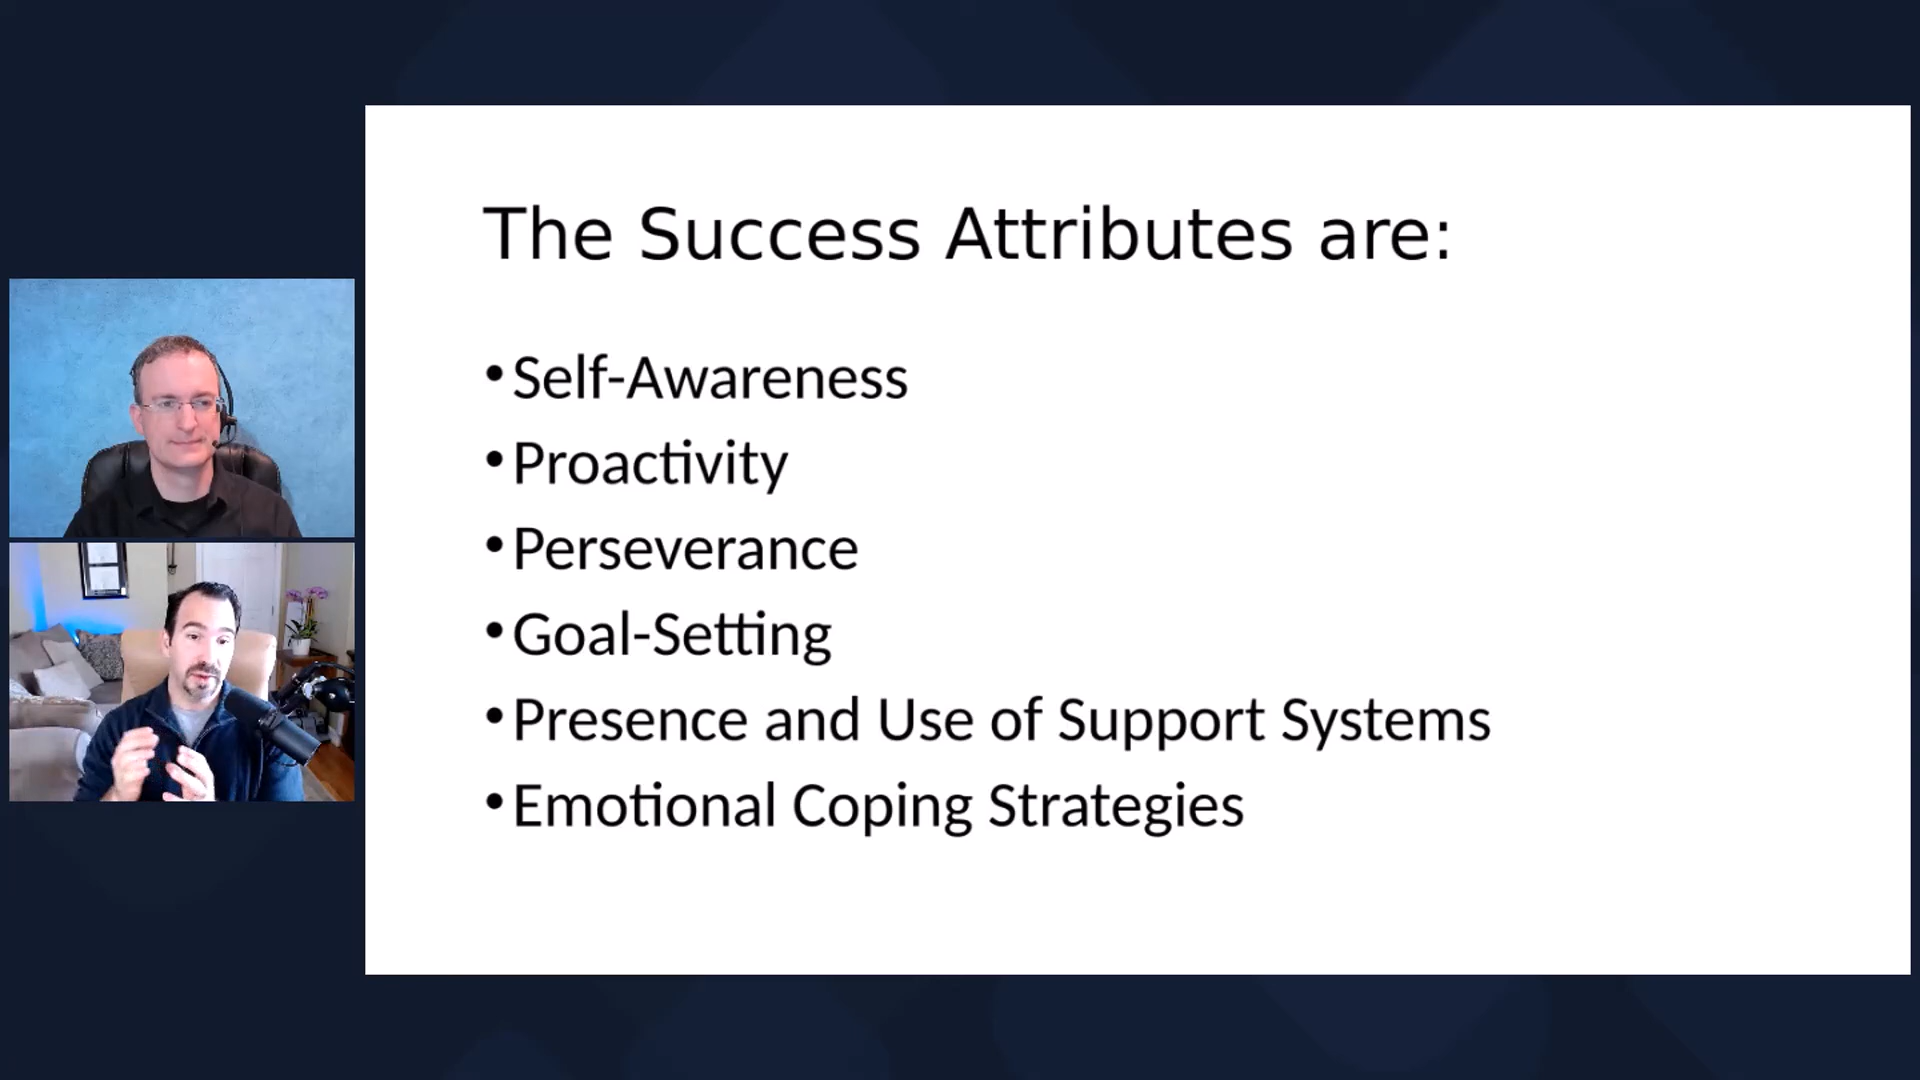 The Success Attributes are:
• Self-Awareness
• Proactivity
• Perseverance
• Goal-Setting
• Presence and Use of Support Systems
• Emotional Coping Strategies